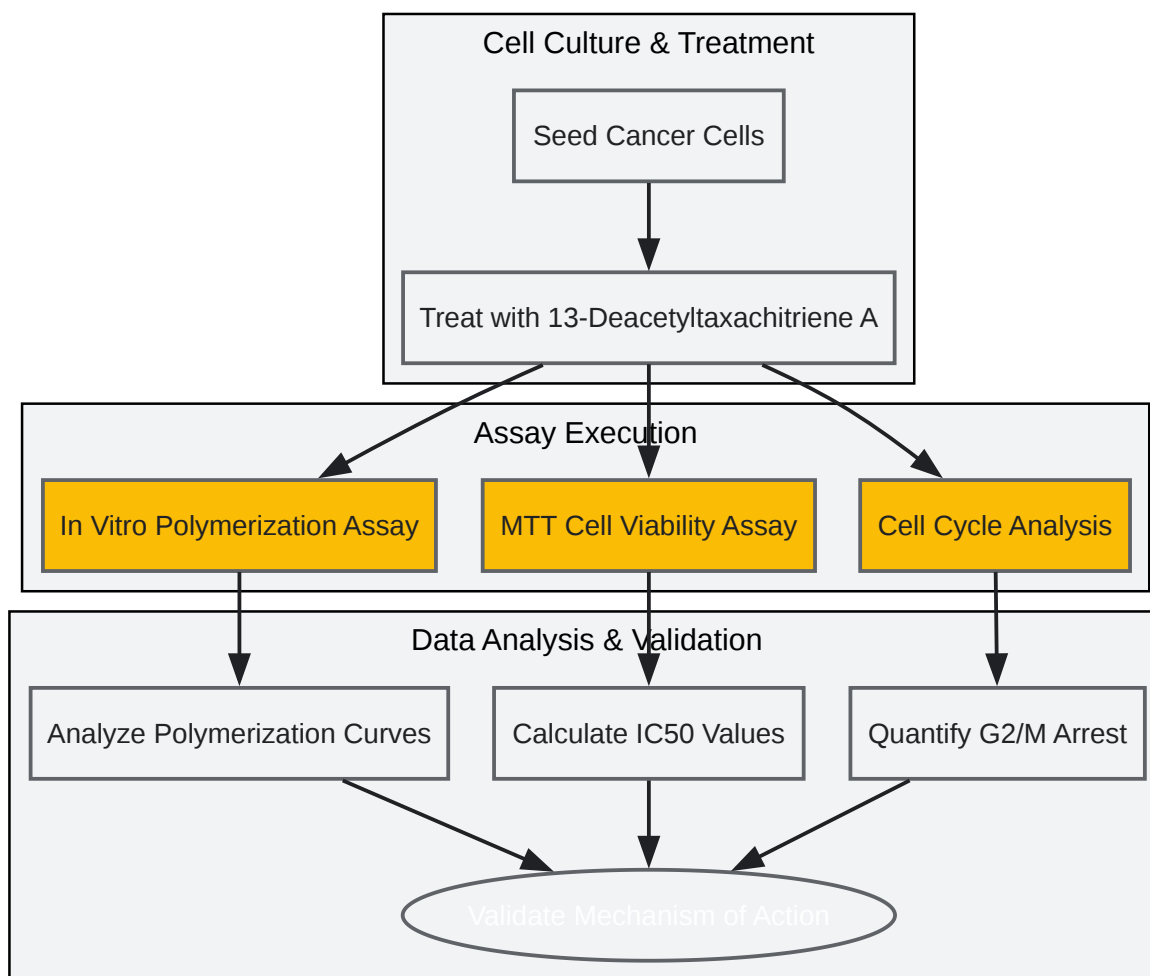 Cell Culture & Treatment
Seed Cancer Cells
Treat with 13-Deacetyltaxachitriene A
Assay Execution
In Vitro Polymerization Assay
MTT Cell Viability Assay
Cell Cycle Analysis
Data Analysis & Validation
Analyze Polymerization Curves
Calculate IC50 Values
Quantify G2/M Arrest
Validate Mechanism of Action